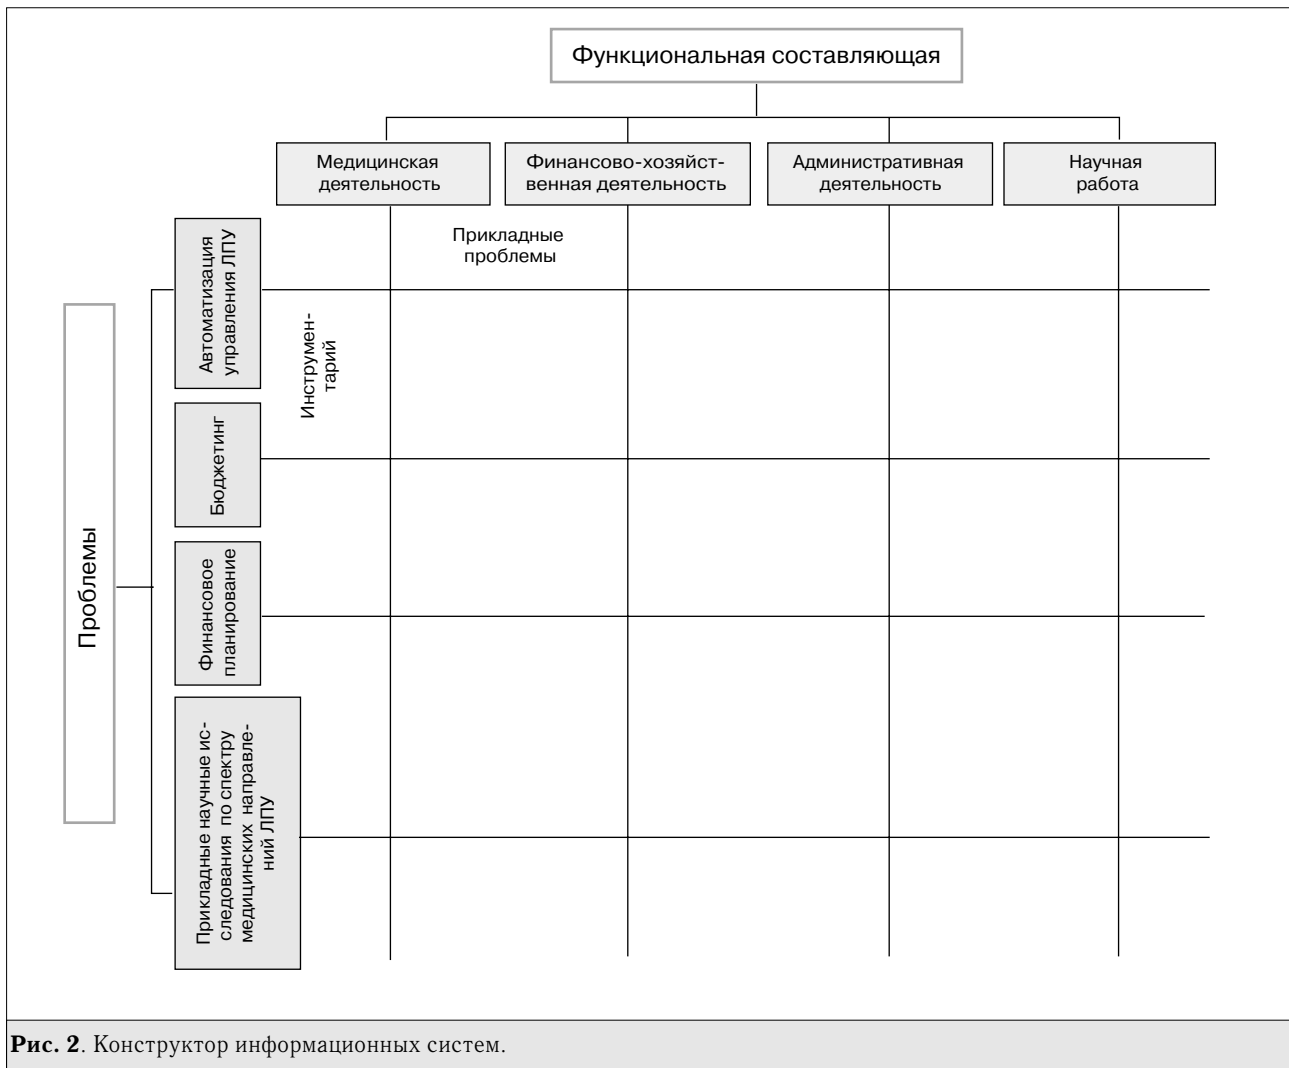 Функциональная составляющая
Медицинская
деятельность
Финансово-хозяйст-
венная деятельность
Административная
деятельность
Научная
работа
Прикладные
проблемы
Инструмен-
тарий
Проблемы
Автоматизация
управления ЛПУ
Бюджетинг
Финансовое
планирование
Прикладные научные ис-
следования по спектру
медицинских направле-
ний ЛПУ
Рис. 2. Конструктор информационных систем.